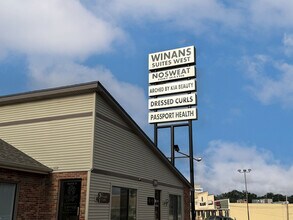 WINANS
SUITES WEST
NOSWEAT
ARCHED BY KIA BEAUTY
DRESSED CURLS
PASSPORT HEALTH